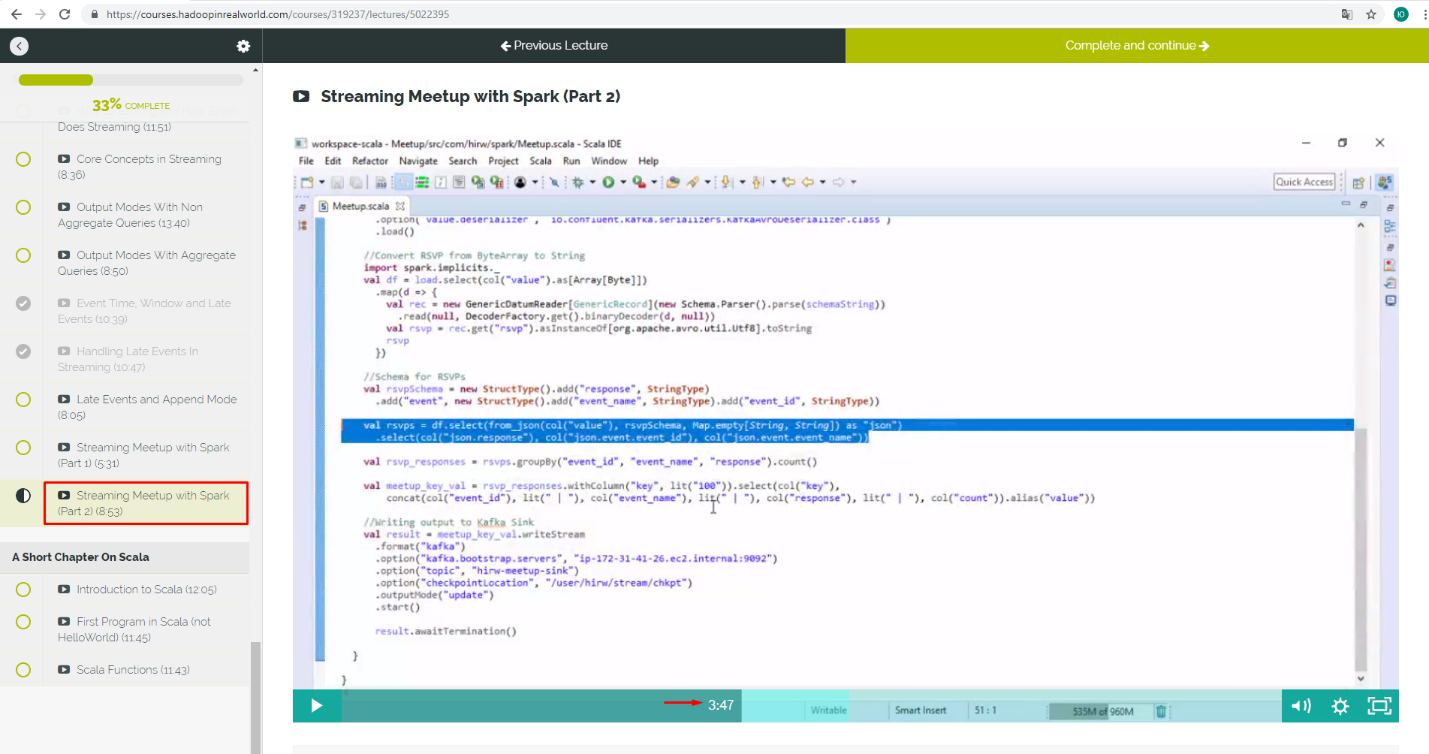 https://courses.hadoopinrealworld.com/courses/319237/lectures/5022395
Previous Lecture
Complete and continue
33% COMPLETE
Does Streaming (11:51)
Core Concepts in Streaming
(8:36)
Output Modes With Non
Aggregate Queries (13:40)
Output Modes With Aggregate
Queries (8:50)
Event Time, Window and Late
Events (10:39)
Handling Late Events In
Streaming (10:47)
Late Events and Append Mode
(8:05)
Streaming Meetup with Spark
(Part 1) (5:31)
Streaming Meetup with Spark
(Part 2) (8:53)
A Short Chapter On Scala
Introduction to Scala (12:05)
First Program in Scala (not
HelloWorld) (11:45)
Scala Functions (11:43)
Streaming Meetup with Spark (Part 2)
workspace-scala - Meetup/src/com/hirw/spark/Meetup.scala - Scala IDE
File Edit Refactor Navigate Search Project Scala Run Window Help
Quick Access
Meetup.scala
.option("value.deserializer", "io.confluent.kafka.serializers.KafkaAvroDeserializer.class")
.load()
//Convert RSVP from ByteArray to String
import spark.implicits._
val df = load.select(col("value").as[Array[Byte]])
.map(d => {
val rec = new GenericDatumReader[GenericRecord](new Schema.Parser().parse(schemaString))
.read(null, DecoderFactory.get().binaryDecoder(d, null))
val rsvp = rec.get("rsvp").asInstanceOf[org.apache.avro.util.Utf8].toString
rsvp
})
//Schema for RSVPs
val rsvpSchema = new StructType().add("response", StringType)
.add("event", new StructType().add("event_name", StringType).add("event_id", StringType))
val rsvps = df.select(from_json(col("value"), rsvpSchema, Map.empty[String, String]) as "json")
.select(col("json.response"), col("json.event.event_id"), col("json.event.event_name"))
val rsvp_responses = rsvps.groupBy("event_id", "event_name", "response").count()
val meetup_key_val = rsvp_responses.withColumn("key", lit("100")).select(col("key"),
concat(col("event_id"), lit(" | "), col("event_name"), lit(" | "), col("response"), lit(" | "), col("count")).alias("value"))
//Writing output to Kafka Sink
val result = meetup_key_val.writeStream
.format("kafka")
.option("kafka.bootstrap.servers", "ip-172-31-41-26.ec2.internal:9092")
.option("topic", "hirw-meetup-sink")
.option("checkpointLocation", "/user/hirw/stream/chkpt")
.outputMode("update")
.start()
result.awaitTermination()
}
}
3:47
Writable
Smart Insert
51 : 1
535M of 960M